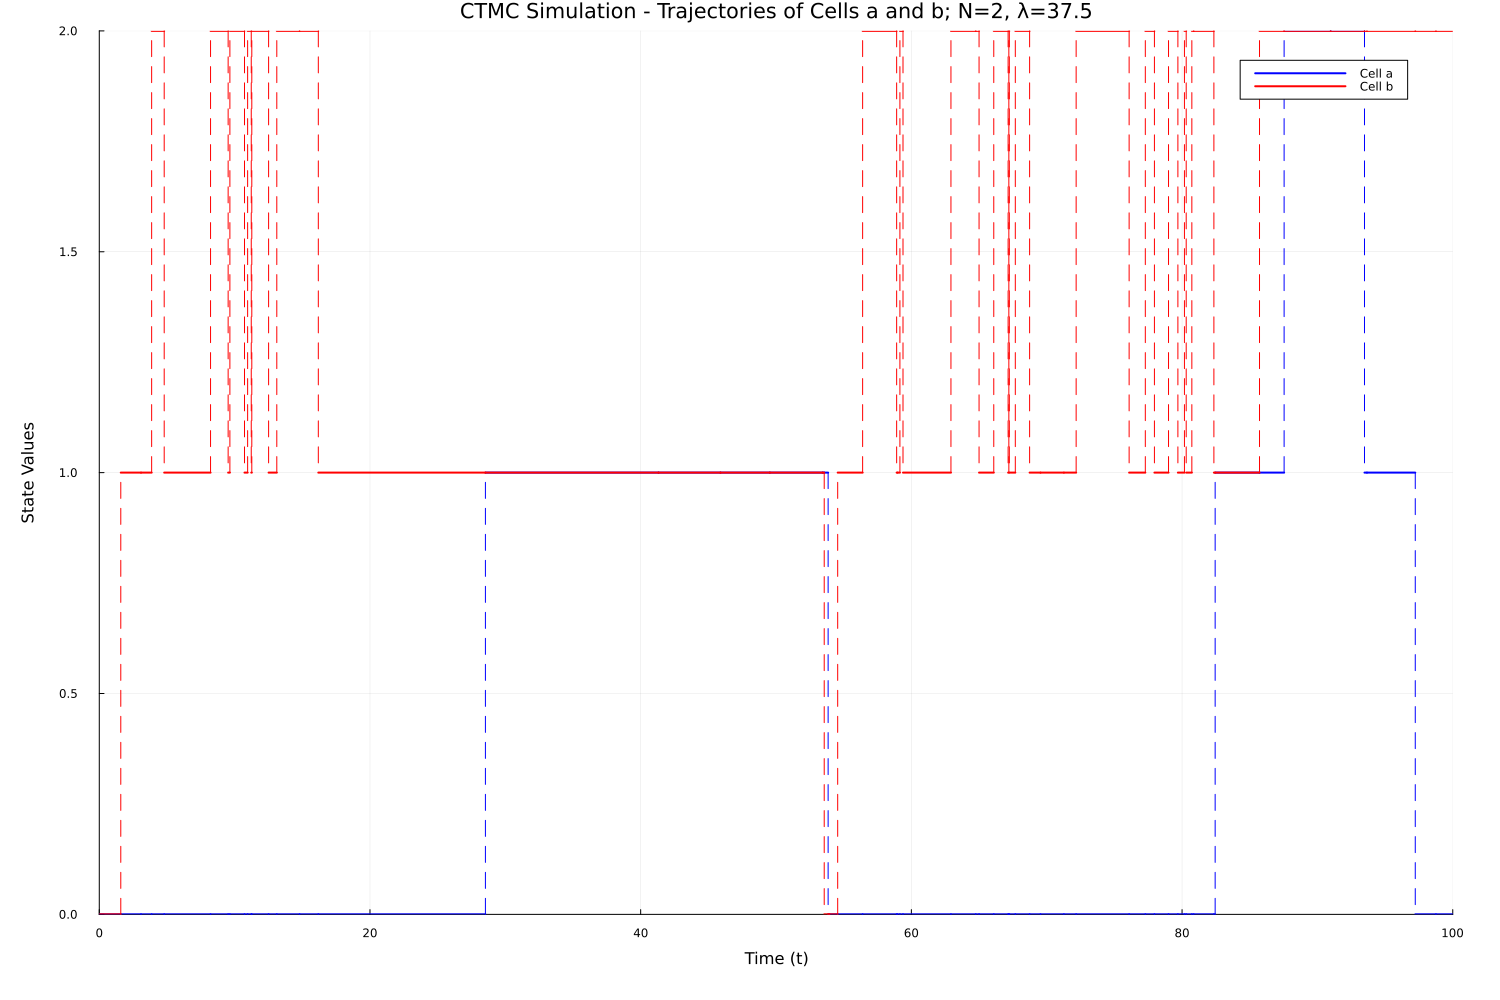 CTMC Simulation - Trajectories of Cells a and b; N=2, λ=37.5
State Values
2.0
1.5
1.0
0.5
0.0
Cell a
Cell b
0 20 40 60 80 100
Time (t)